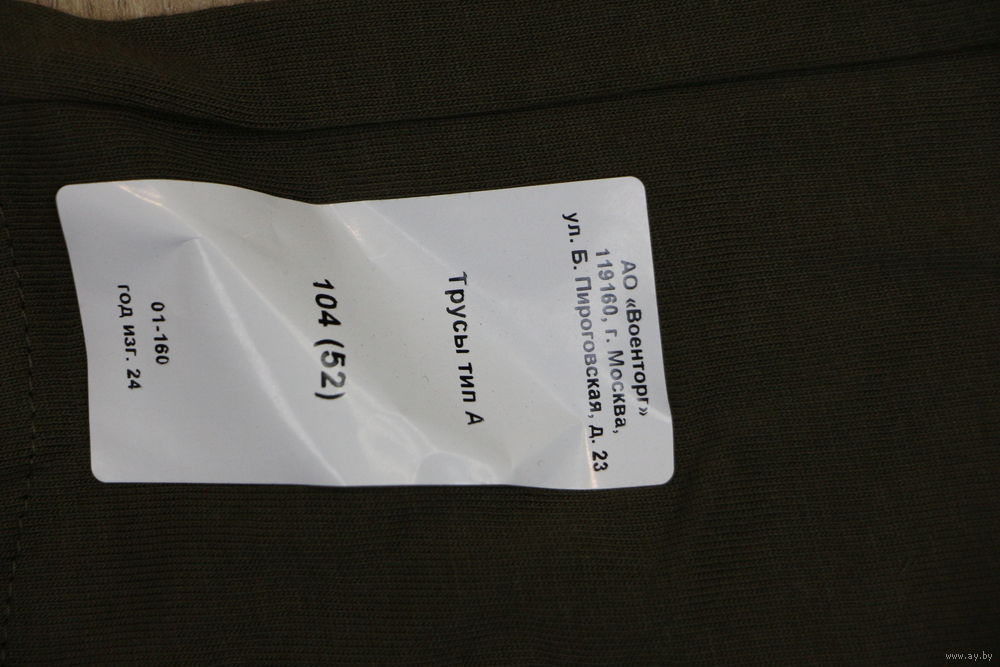 АО «Военторг»
119160, г. Москва,
ул. Б. Пироговская, д. 23
Трусы тип А
104 (52)
01-160
год изг. 24
www.ay.by